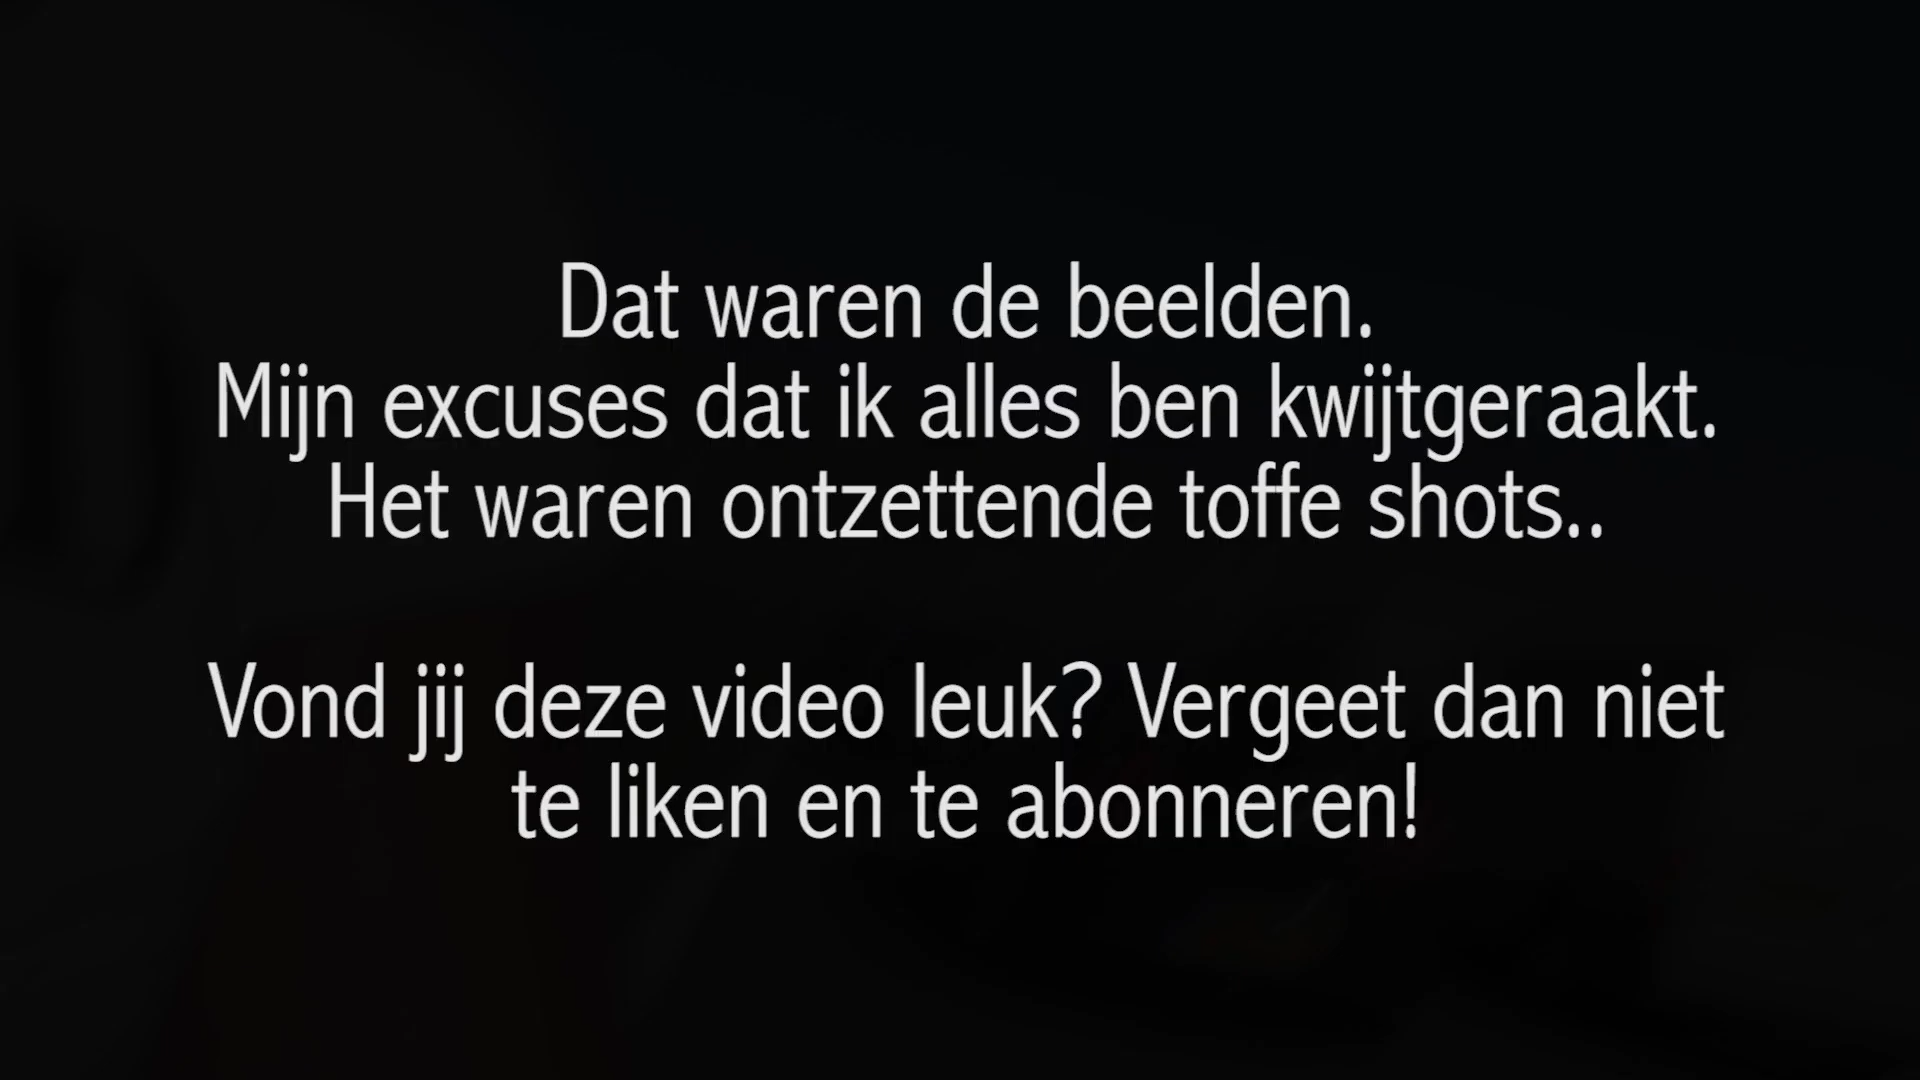 Dat waren de beelden.
Mijn excuses dat ik alles ben kwijtgeraakt.
Het waren ontzettende toffe shots..
Vond jij deze video leuk? Vergeet dan niet
te liken en te abonneren!